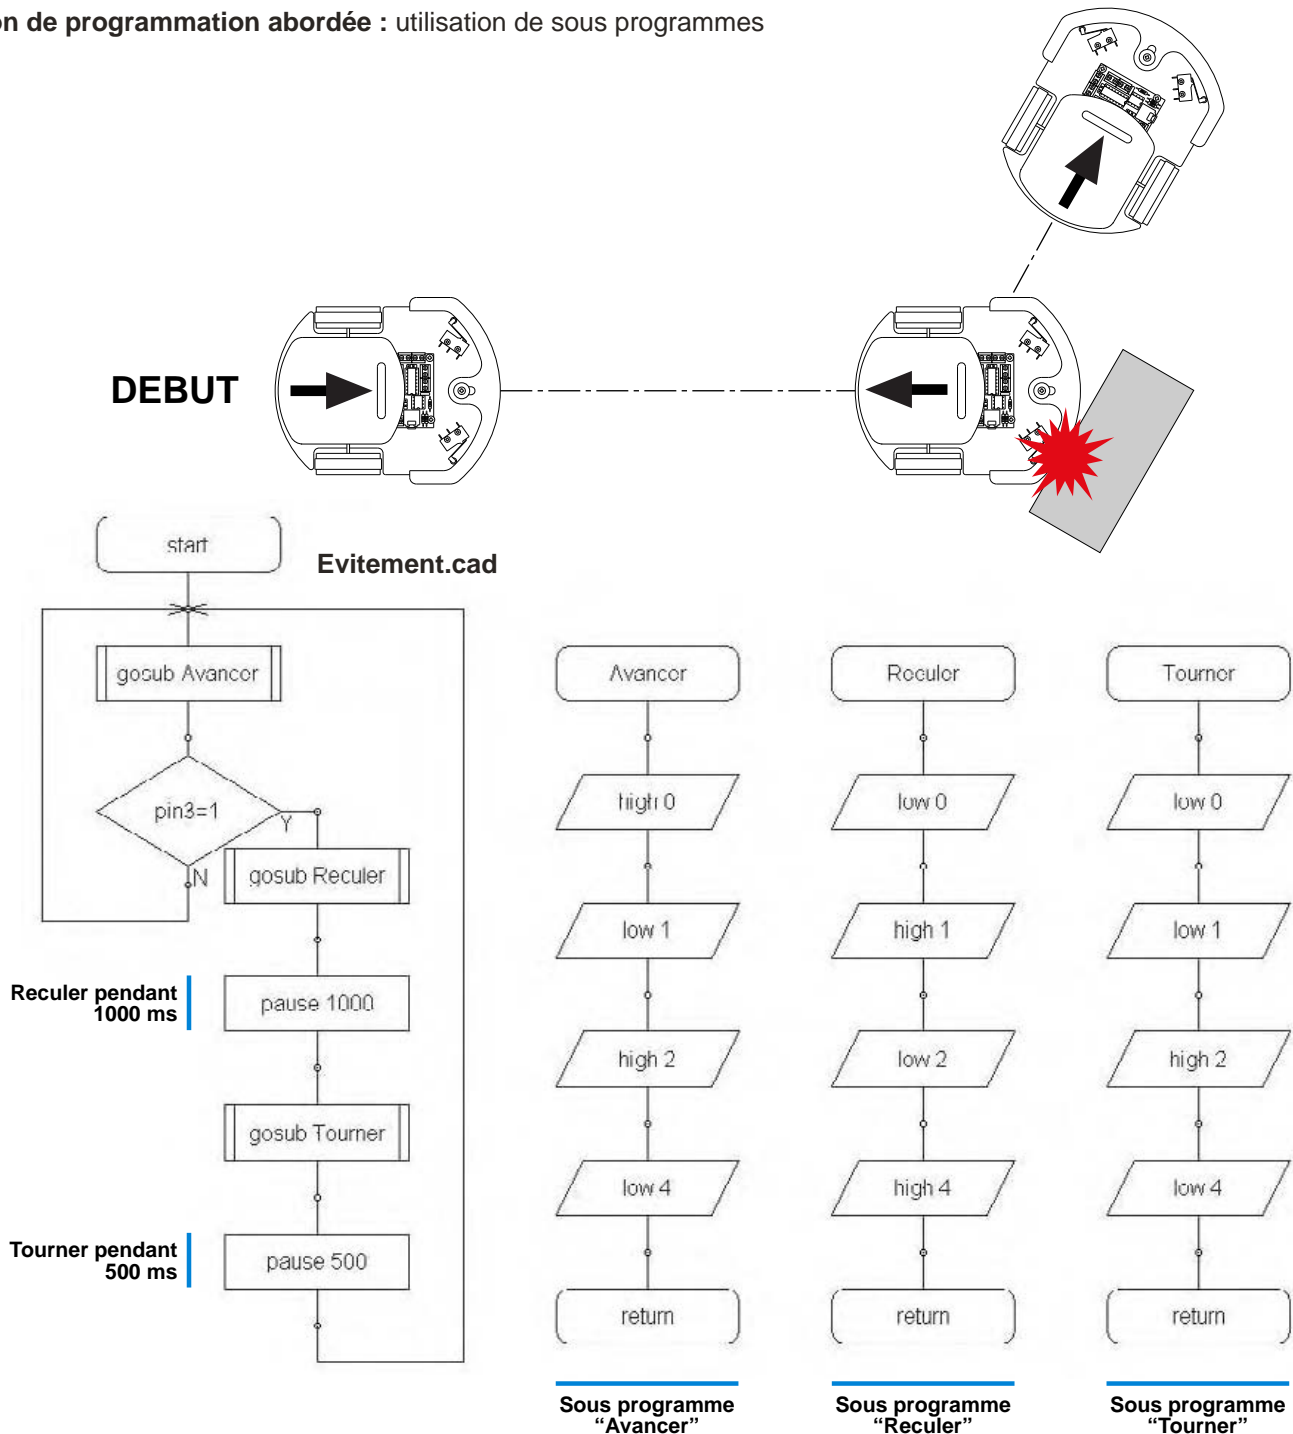 on de programmation abordée : utilisation de sous programmes
DEBUT
Evitement.cad
start
gosub Avancer
pin3=1
Y
N
gosub Reculer
Reculer pendant
1000 ms
pause 1000
gosub Tourner
Tourner pendant
500 ms
pause 500
Avancer
high 0
low 1
high 2
low 4
return
Sous programme
“Avancer”
Reculer
low 0
high 1
low 2
high 4
return
Sous programme
“Reculer”
Tourner
low 0
low 1
high 2
low 4
return
Sous programme
“Tourner”